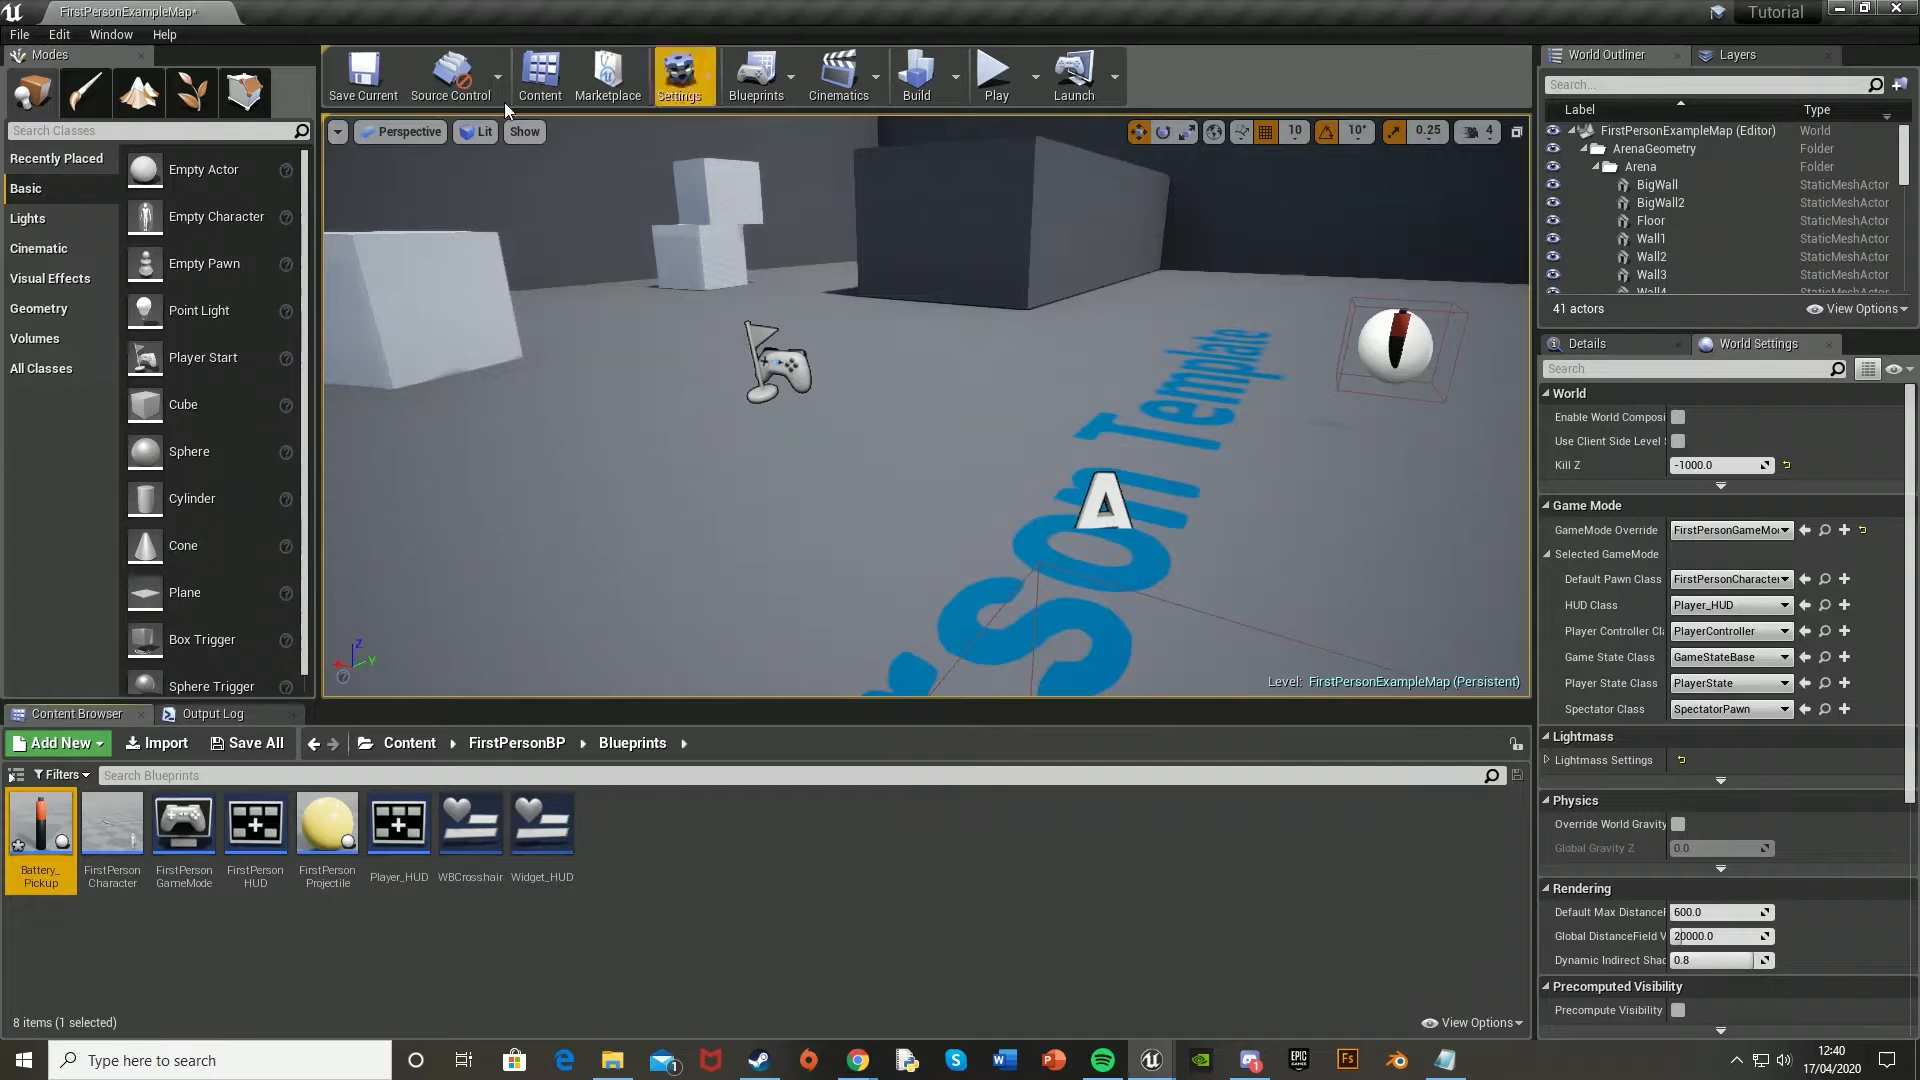 FirstPersonExampleMap*
Tutorial
File Edit Window Help
Modes
Save Current
Source Control
Content
Marketplace
Settings
Blueprints
Cinematics
Build
Play
Launch
Search Classes
Recently Placed
Basic
Lights
Cinematic
Visual Effects
Geometry
Volumes
All Classes
Empty Actor
Empty Character
Empty Pawn
Point Light
Player Start
Cube
Sphere
Cylinder
Cone
Plane
Box Trigger
Sphere Trigger
Perspective Lit Show
10 10° 0.25 4
Son Template
A
Z
Y
Level: FirstPersonExampleMap (Persistent)
World Outliner Layers
Search...
Label Type
FirstPersonExampleMap (Editor) World
ArenaGeometry Folder
Arena Folder
BigWall StaticMeshActor
BigWall2 StaticMeshActor
Floor StaticMeshActor
Wall1 StaticMeshActor
Wall2 StaticMeshActor
Wall3 StaticMeshActor
Wall4 StaticMeshActor
41 actors View Options
Details World Settings
Search
World
Enable World Composi
Use Client Side Level
Kill Z -1000.0
Game Mode
GameMode Override FirstPersonGameMo
Selected GameMode
Default Pawn Class FirstPersonCharacter
HUD Class Player_HUD
Player Controller Cl PlayerController
Game State Class GameStateBase
Player State Class PlayerState
Spectator Class SpectatorPawn
Lightmass
Lightmass Settings
Physics
Override World Gravity
Global Gravity Z 0.0
Rendering
Default Max DistanceF 600.0
Global DistanceField V 20000.0
Dynamic Indirect Shad 0.8
Precomputed Visibility
Precompute Visibility
Content Browser Output Log
Add New Import Save All Content FirstPersonBP Blueprints
Filters Search Blueprints
Battery_
Pickup
FirstPerson
Character
FirstPerson
GameMode
FirstPerson
HUD
FirstPerson
Projectile
Player_HUD
WBCrosshair
Widget_HUD
8 items (1 selected) View Options
Type here to search
1
EPIC
GAMES
Fs
1
12:40
17/04/2020